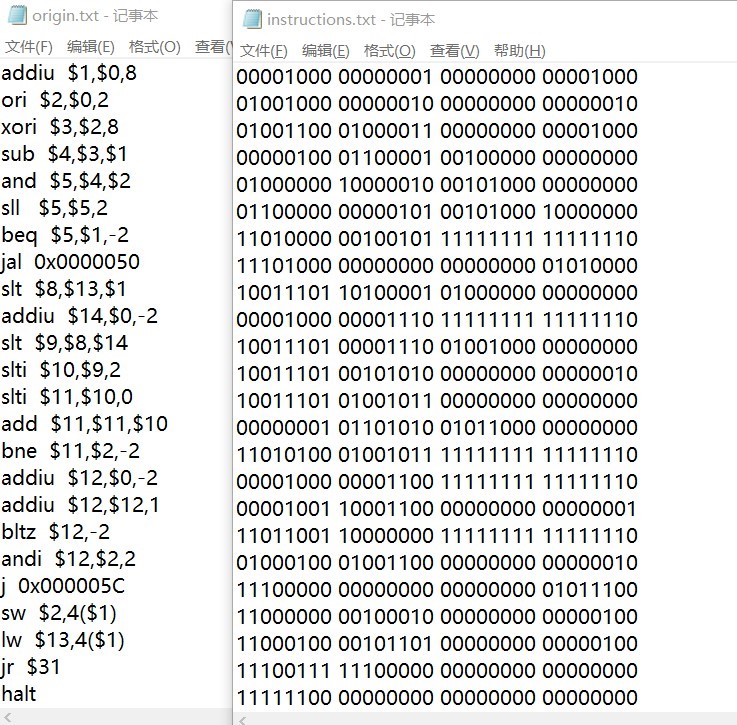 origin.txt - 记事本
文件(F) 编辑(E) 格式(O) 查看(V
addiu $1,$0,8
ori $2,$0,2
xori $3,$2,8
sub $4,$3,$1
and $5,$4,$2
sll $5,$5,2
beq $5,$1,-2
jal 0x0000050
slt $8,$13,$1
addiu $14,$0,-2
slt $9,$8,$14
slti $10,$9,2
slti $11,$10,0
add $11,$11,$10
bne $11,$2,-2
addiu $12,$0,-2
addiu $12,$12,1
bltz $12,-2
andi $12,$2,2
j 0x000005C
sw $2,4($1)
lw $13,4($1)
jr $31
halt
instructions.txt - 记事本
文件(F) 编辑(E) 格式(O) 查看(V) 帮助(H)
00001000 00000001 00000000 00001000
01001000 00000010 00000000 00000010
01001100 01000011 00000000 00001000
00000100 01100001 00100000 00000000
01000000 10000010 00101000 00000000
01100000 00000101 00101000 10000000
11010000 00100101 11111111 11111110
11101000 00000000 00000000 01010000
10011101 10100001 01000000 00000000
00001000 00001110 11111111 11111110
10011101 00001110 01001000 00000000
10011101 00101010 00000000 00000010
10011101 01001011 00000000 00000000
00000001 01101010 01011000 00000000
11010100 01001011 11111111 11111110
00001000 00001100 11111111 11111110
00001001 10001100 00000000 00000001
11011001 10000000 11111111 11111110
01000100 01001100 00000000 00000010
11100000 00000000 00000000 01011100
11000000 00100010 00000000 00000100
11000100 00101101 00000000 00000100
11100111 11100000 00000000 00000000
11111100 00000000 00000000 00000000